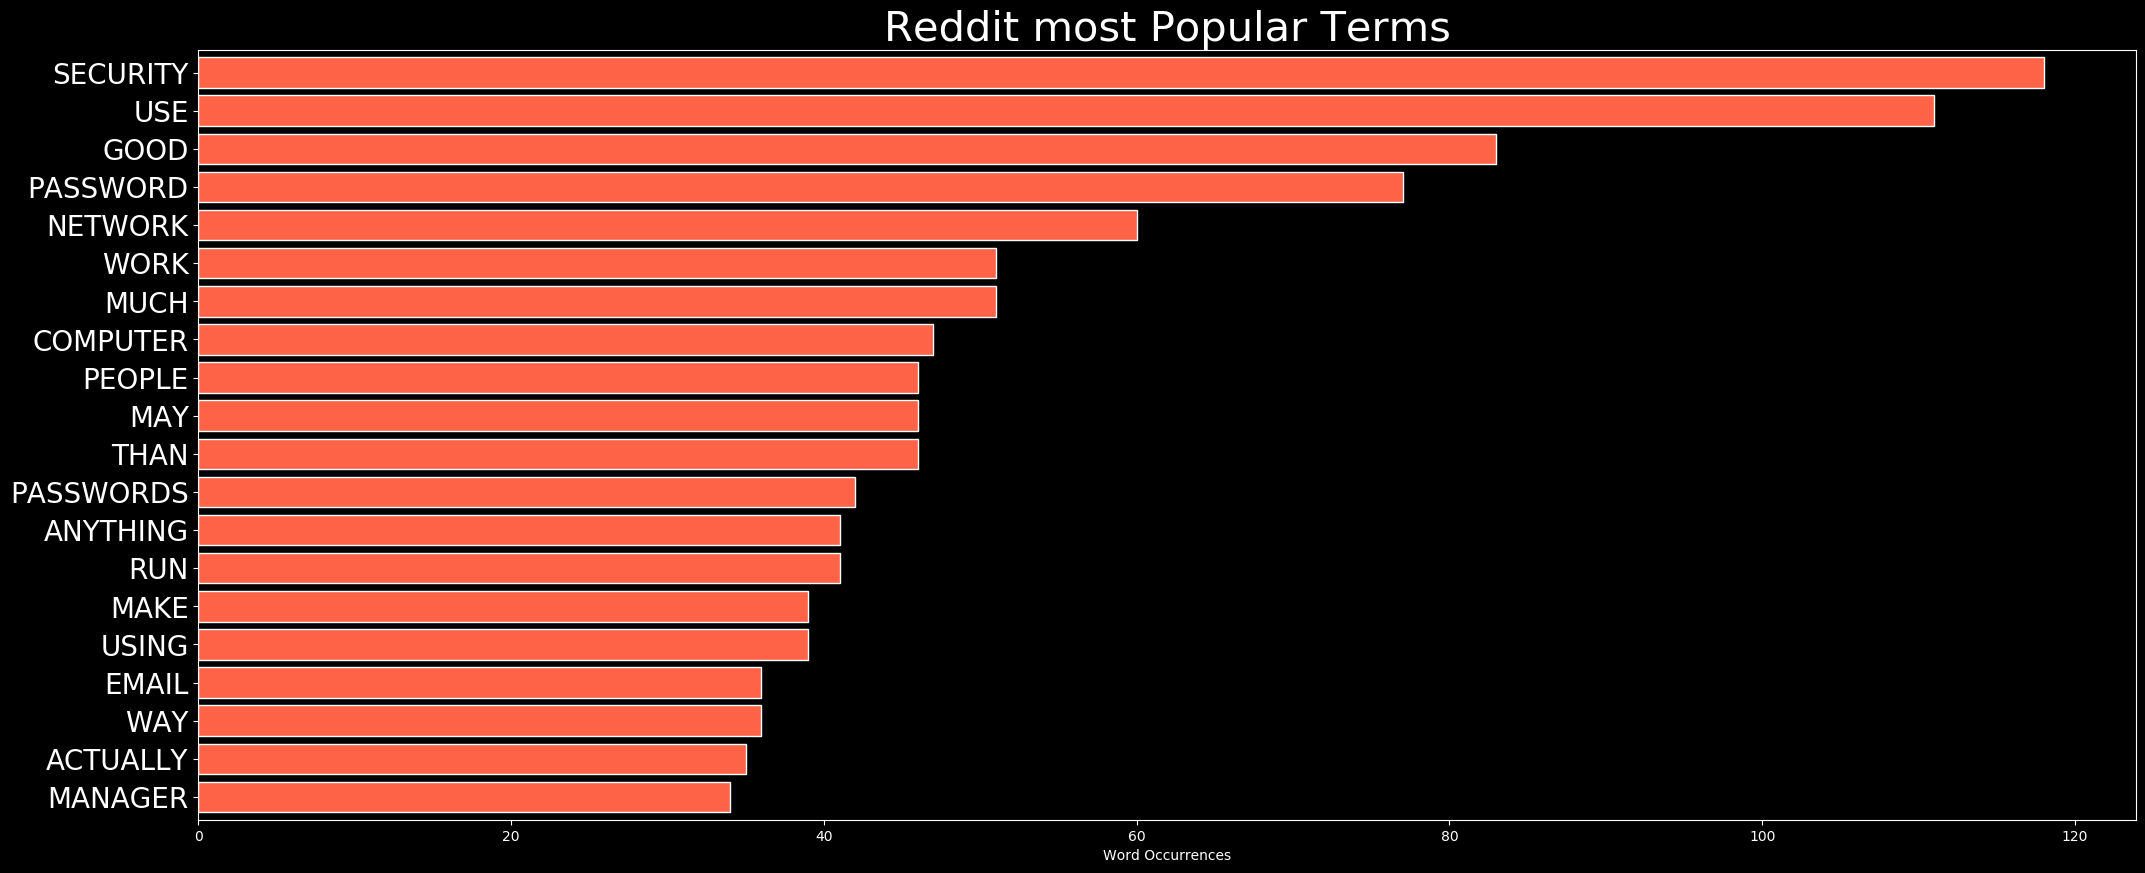 Reddit most Popular Terms
SECURITY
USE
GOOD
PASSWORD
NETWORK
WORK
MUCH
COMPUTER
PEOPLE
MAY
THAN
PASSWORDS
ANYTHING
RUN
MAKE
USING
EMAIL
WAY
ACTUALLY
MANAGER
0 20 40 60 80 100 120
Word Occurrences